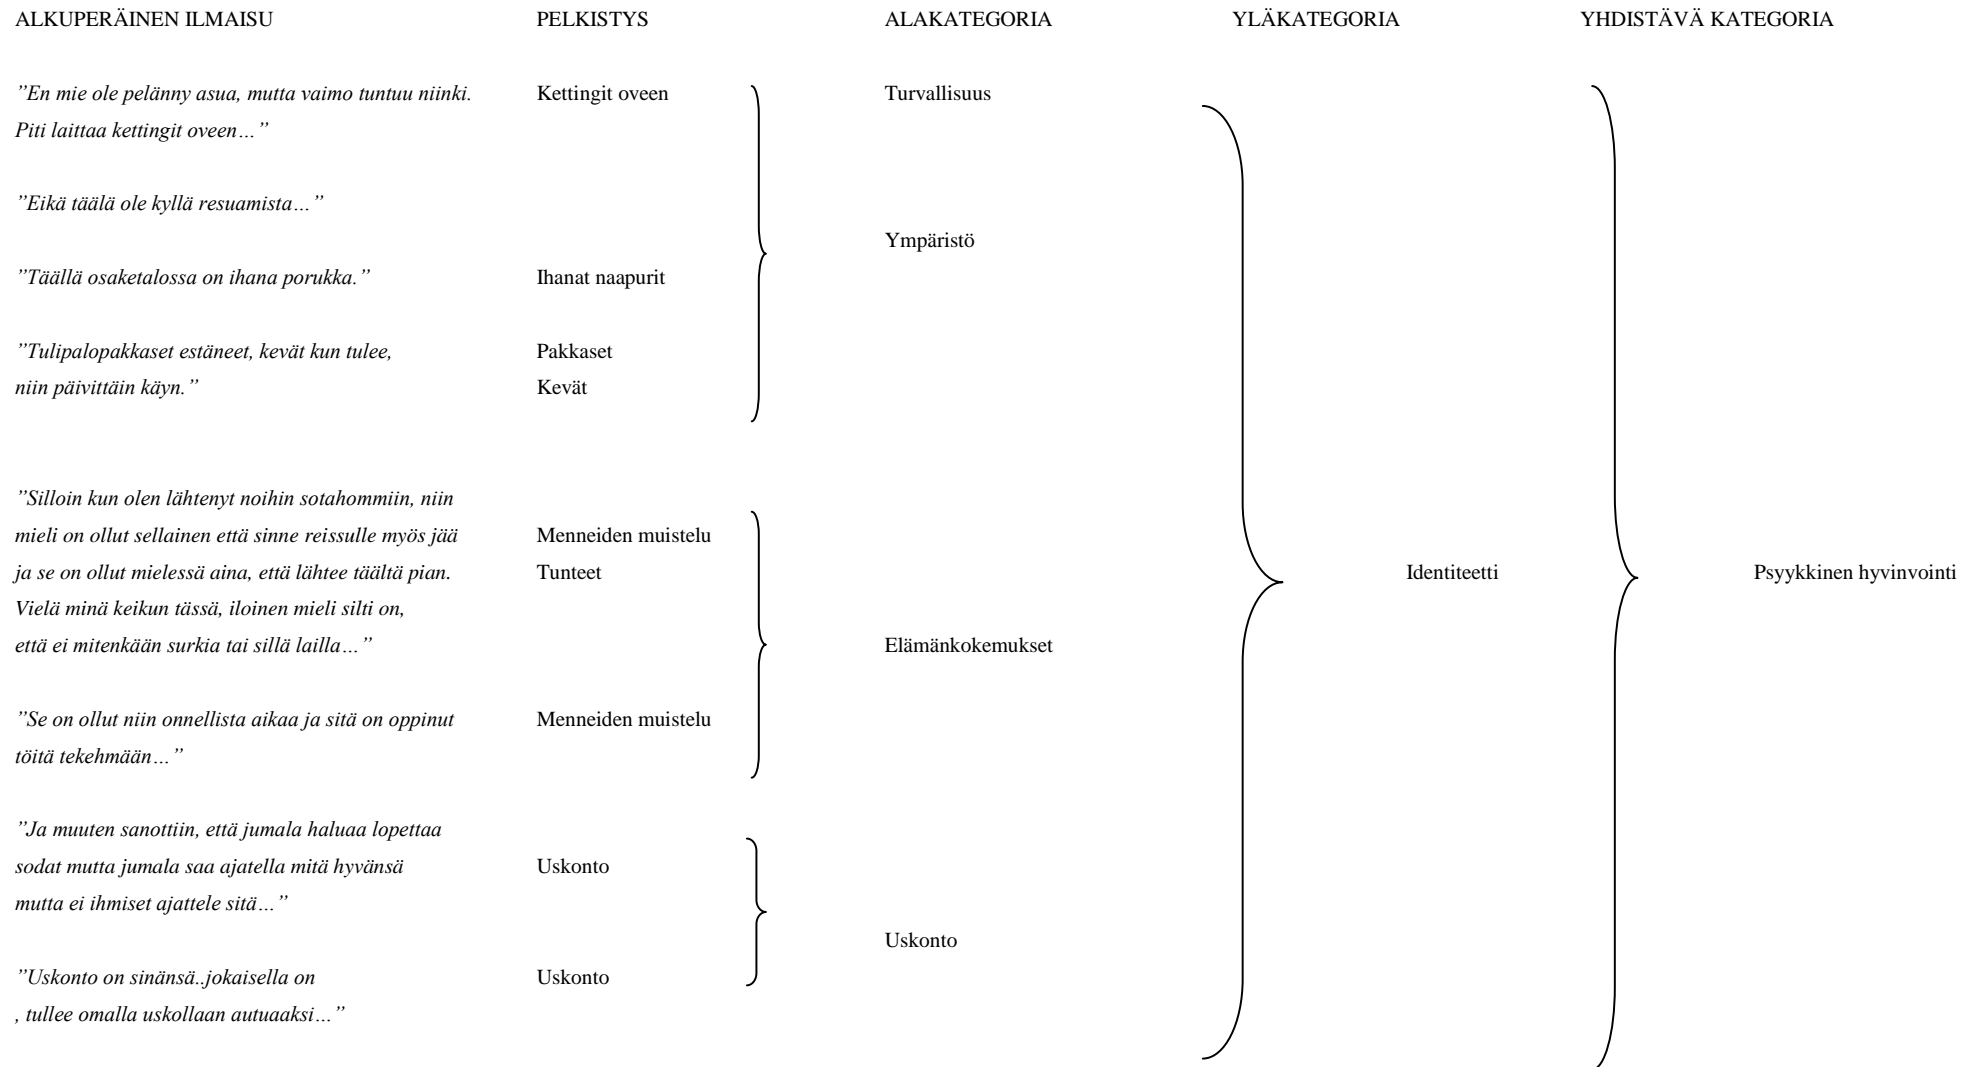 ALKUPERÄINEN ILMAISU PELKISTYS ALAKATEGORIA YLÄKATEGORIA YHDISTÄVÄ KATEGORIA
”En mie ole pelänny asua, mutta vaimo tuntuu niinki. Kettingit oveen Turvallisuus
Piti laittaa kettingit oveen…”
”Eikä täälä ole kyllä resuamista…”
Ympäristö
”Täällä osaketalossa on ihana porukka.” Ihanat naapurit
”Tulipalopakkaset estäneet, kevät kun tulee, Pakkaset
niin päivittäin käyn.” Kevät
”Silloin kun olen lähtenyt noihin sotahommiin, niin
mieli on ollut sellainen että sinne reissulle myös jää Menneiden muistelu
ja se on ollut mielessä aina, että lähtee täältä pian. Tunteet Identiteetti Psyykkinen hyvinvointi
Vielä minä keikun tässä, iloinen mieli silti on,
että ei mitenkään surkia tai sillä lailla…” Elämänkokemukset
”Se on ollut niin onnellista aikaa ja sitä on oppinut Menneiden muistelu
töitä tekehmään…”
”Ja muuten sanottiin, että jumala haluaa lopettaa
sodat mutta jumala saa ajatella mitä hyvänsä Uskonto
mutta ei ihmiset ajattele sitä…”
Uskonto
”Uskonto on sinänsä..jokaisella on Uskonto
, tullee omalla uskollaan autuaaksi…”